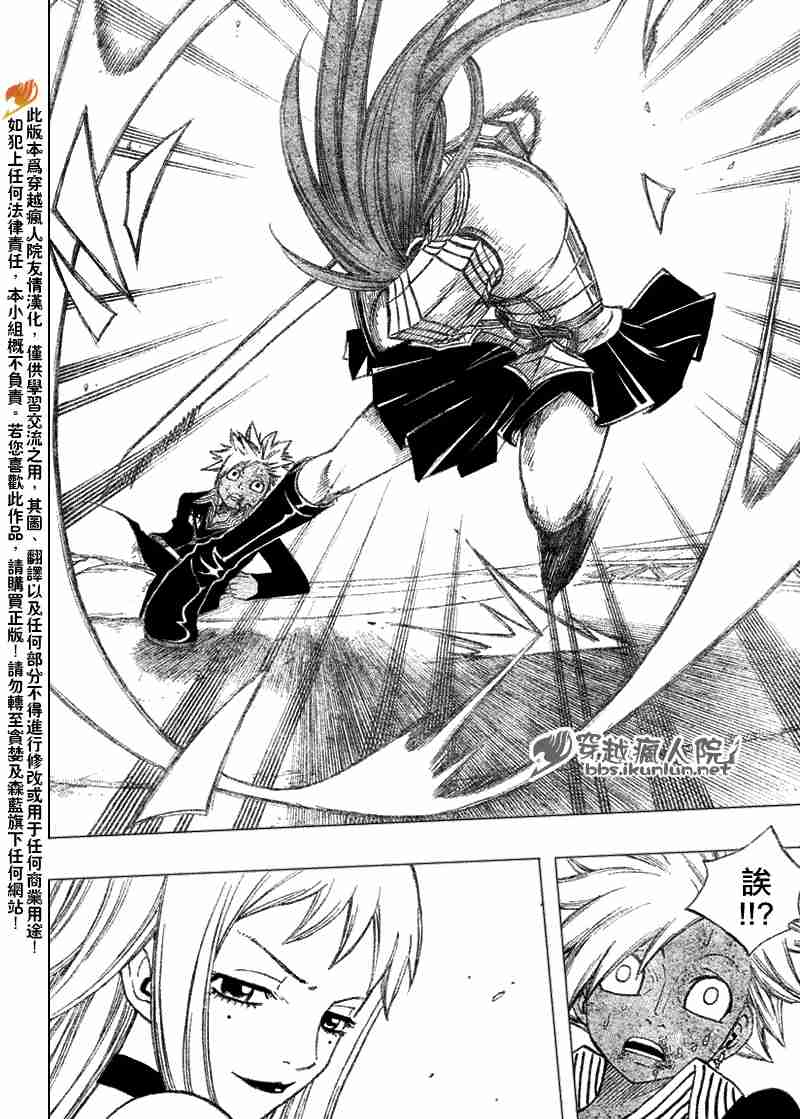 此版本爲穿越瘋人院友情漢化，僅供學習交流之用，其圖、翻譯以及任何部分不得進行修改或用于任何商業用途！
如犯上任何法律責任，本小組概不負責。若您喜歡此作品，請購買正版！請勿轉至貪婪及森藍旗下任何網站！
穿越瘋人院
bbs.ikunlun.net
誒
!!?